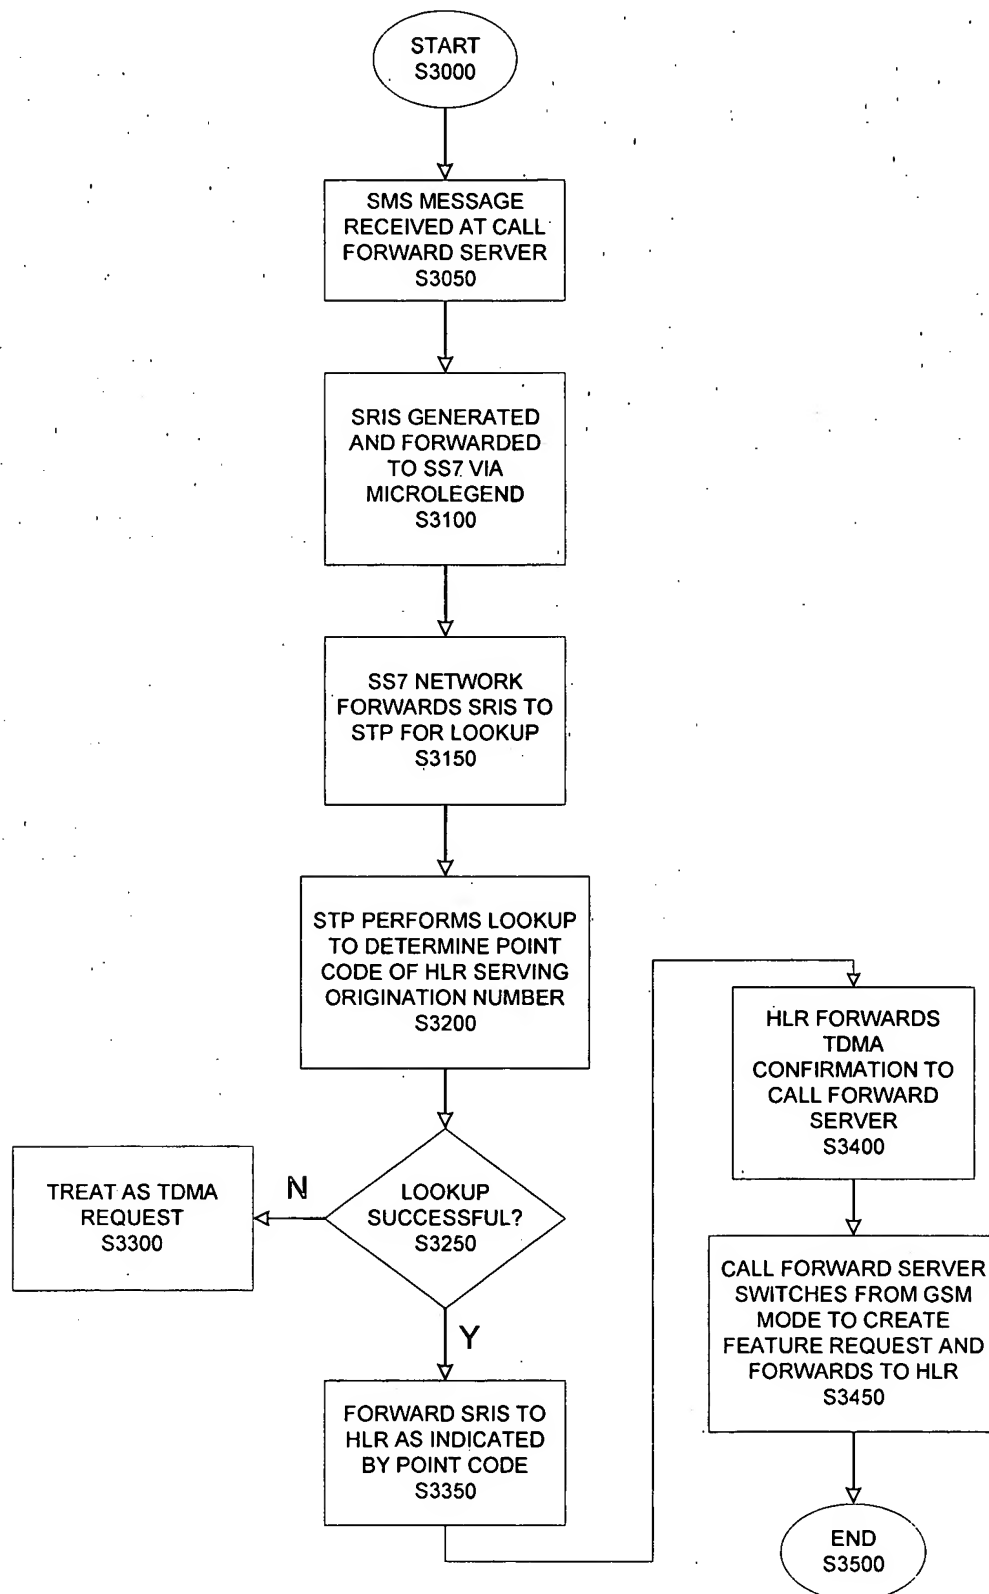 START
S3000
SMS MESSAGE
RECEIVED AT CALL
FORWARD SERVER
S3050
SRIS GENERATED
AND FORWARDED
TO SS7 VIA
MICROLEGEND
S3100
SS7 NETWORK
FORWARDS SRIS TO
STP FOR LOOKUP
S3150
STP PERFORMS LOOKUP
TO DETERMINE POINT
CODE OF HLR SERVING
ORIGINATION NUMBER
S3200
LOOKUP
SUCCESSFUL?
S3250
N
TREAT AS TDMA
REQUEST
S3300
Y
FORWARD SRIS TO
HLR AS INDICATED
BY POINT CODE
S3350
HLR FORWARDS
TDMA
CONFIRMATION TO
CALL FORWARD
SERVER
S3400
CALL FORWARD SERVER
SWITCHES FROM GSM
MODE TO CREATE
FEATURE REQUEST AND
FORWARDS TO HLR
S3450
END
S3500